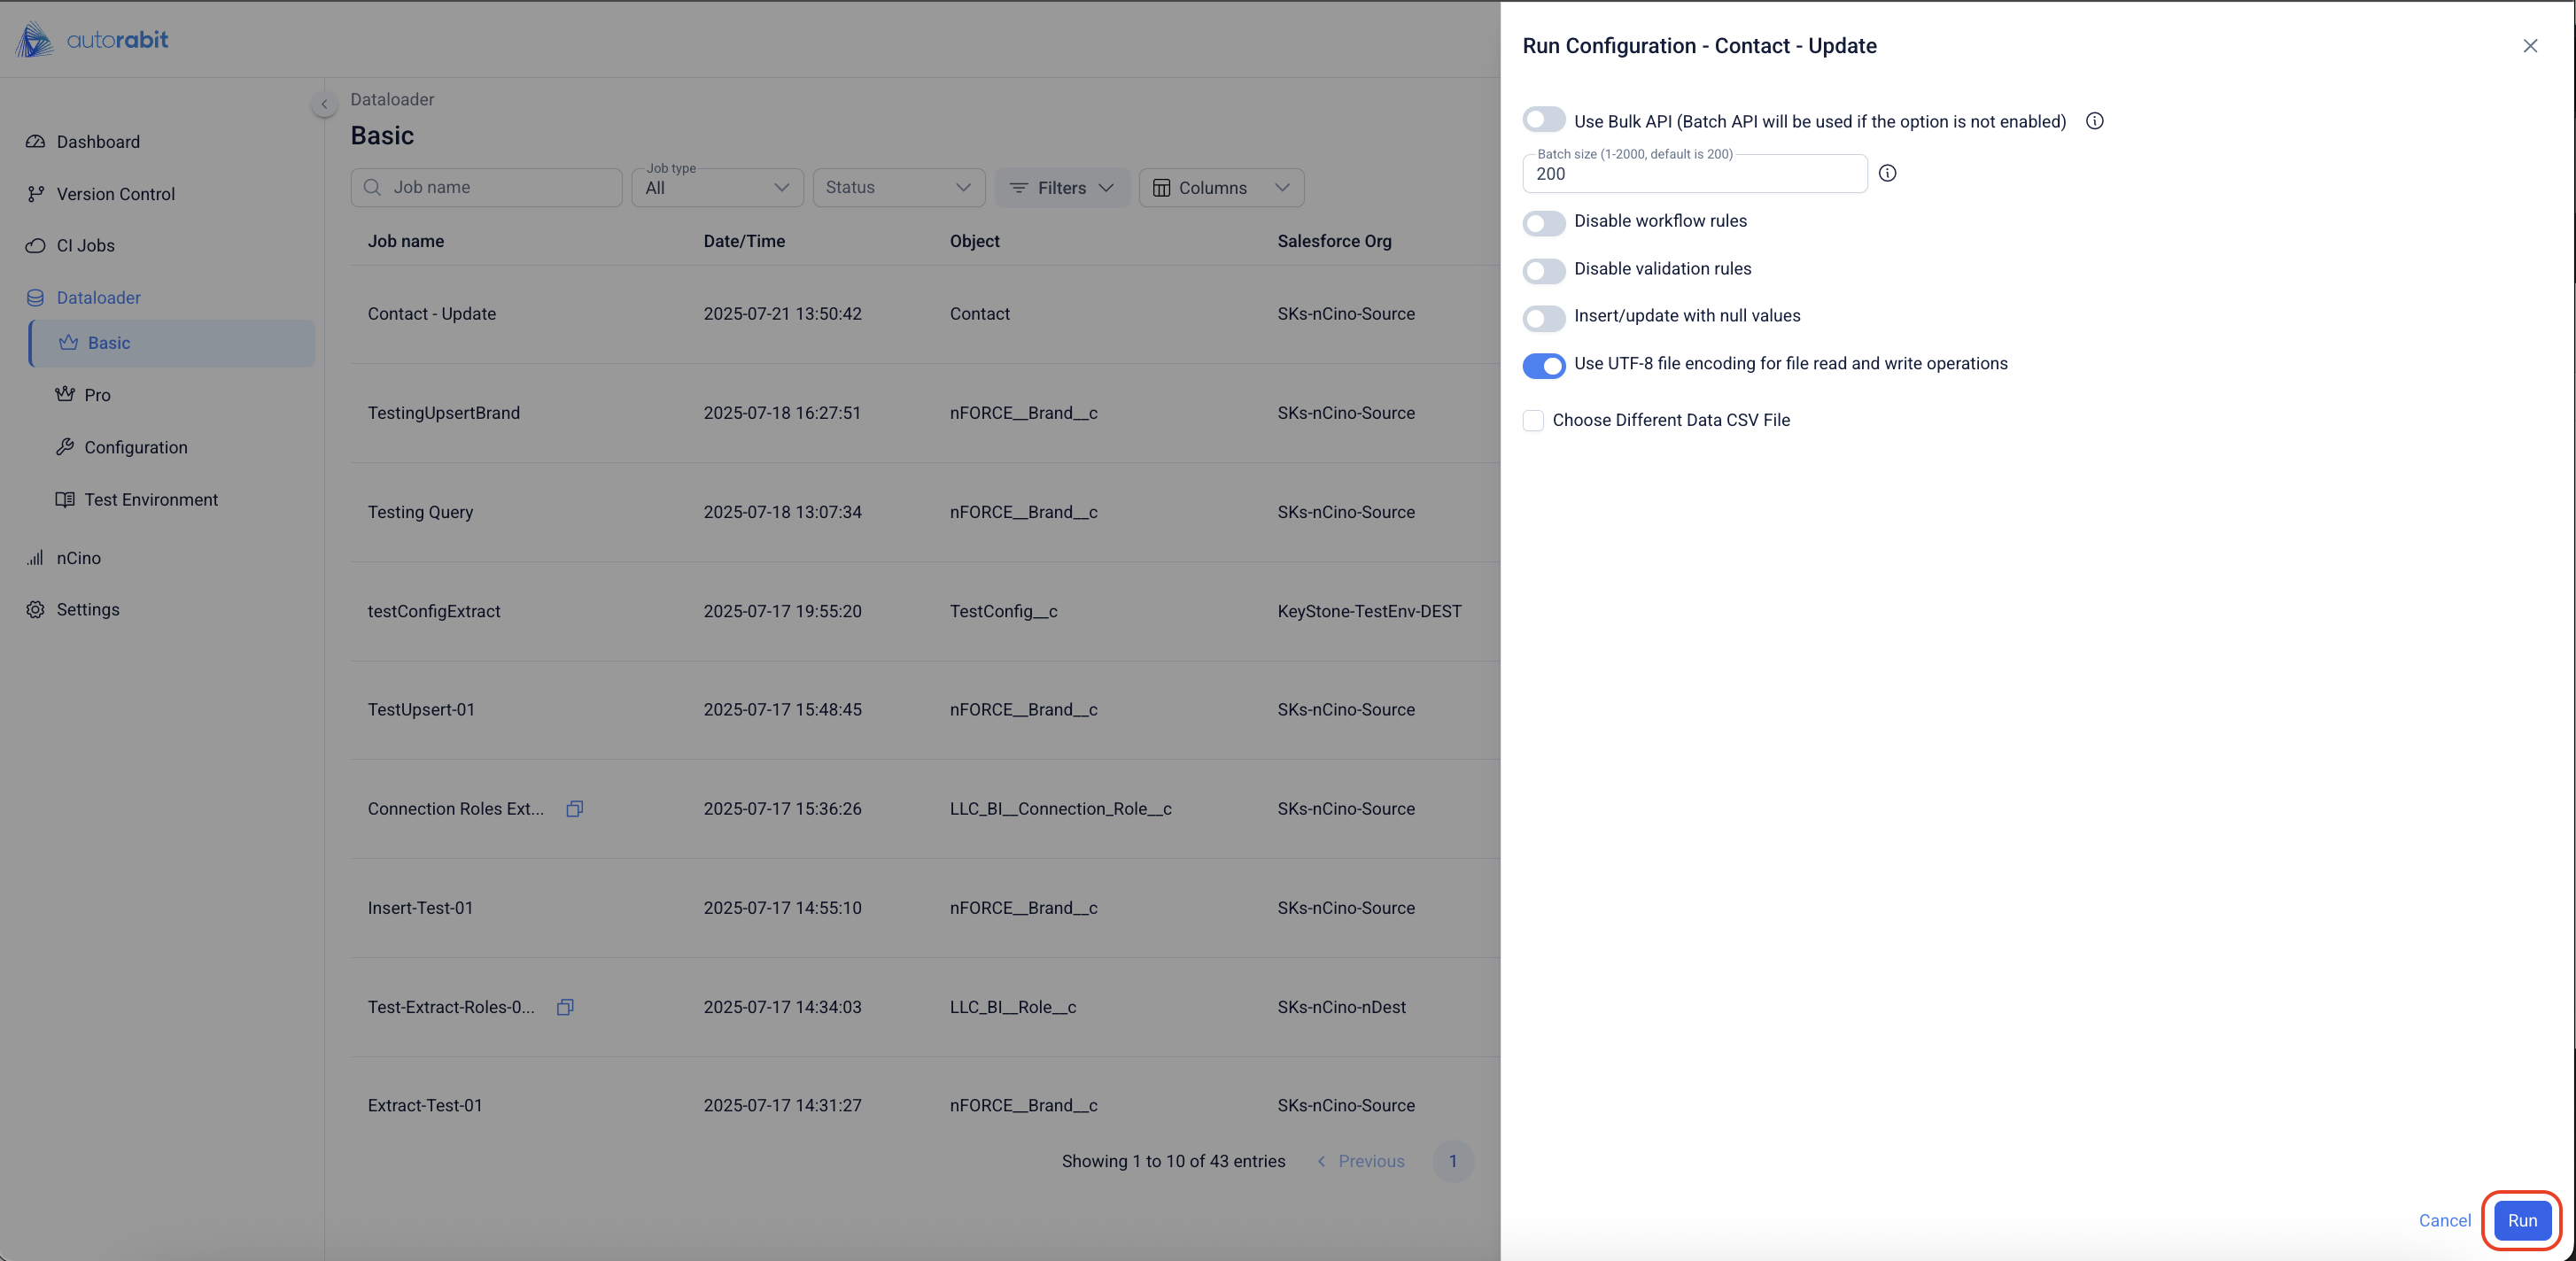 autorabit
Dashboard
Version Control
CI Jobs
Dataloader
Basic
Pro
Configuration
Test Environment
nCino
Settings
Dataloader
Basic
Job name
Job type
All
Status
Filters
Columns
Job name Date/Time Object Salesforce Org
Contact - Update 2025-07-21 13:50:42 Contact SKs-nCino-Source
TestingUpsertBrand 2025-07-18 16:27:51 nFORCE__Brand__c SKs-nCino-Source
Testing Query 2025-07-18 13:07:34 nFORCE__Brand__c SKs-nCino-Source
testConfigExtract 2025-07-17 19:55:20 TestConfig__c KeyStone-TestEnv-DEST
TestUpsert-01 2025-07-17 15:48:45 nFORCE__Brand__c SKs-nCino-Source
Connection Roles Ext... 2025-07-17 15:36:26 LLC_BI__Connection_Role__c SKs-nCino-Source
Insert-Test-01 2025-07-17 14:55:10 nFORCE__Brand__c SKs-nCino-Source
Test-Extract-Roles-0... 2025-07-17 14:34:03 LLC_BI__Role__c SKs-nCino-nDest
Extract-Test-01 2025-07-17 14:31:27 nFORCE__Brand__c SKs-nCino-Source
Showing 1 to 10 of 43 entries Previous 1
Run Configuration - Contact - Update
Use Bulk API (Batch API will be used if the option is not enabled)
Batch size (1-2000, default is 200)
200
Disable workflow rules
Disable validation rules
Insert/update with null values
Use UTF-8 file encoding for file read and write operations
Choose Different Data CSV File
Cancel Run